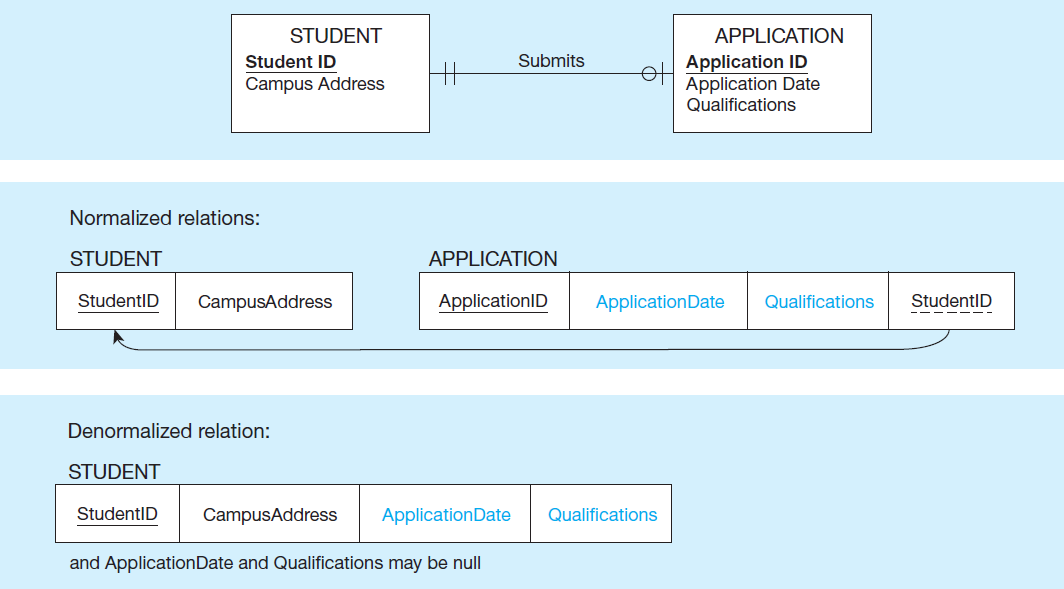 STUDENT
Student ID
Campus Address
Submits
APPLICATION
Application ID
Application Date
Qualifications
Normalized relations:
STUDENT
StudentID CampusAddress
APPLICATION
ApplicationID ApplicationDate Qualifications StudentID
Denormalized relation:
STUDENT
StudentID CampusAddress ApplicationDate Qualifications
and ApplicationDate and Qualifications may be null